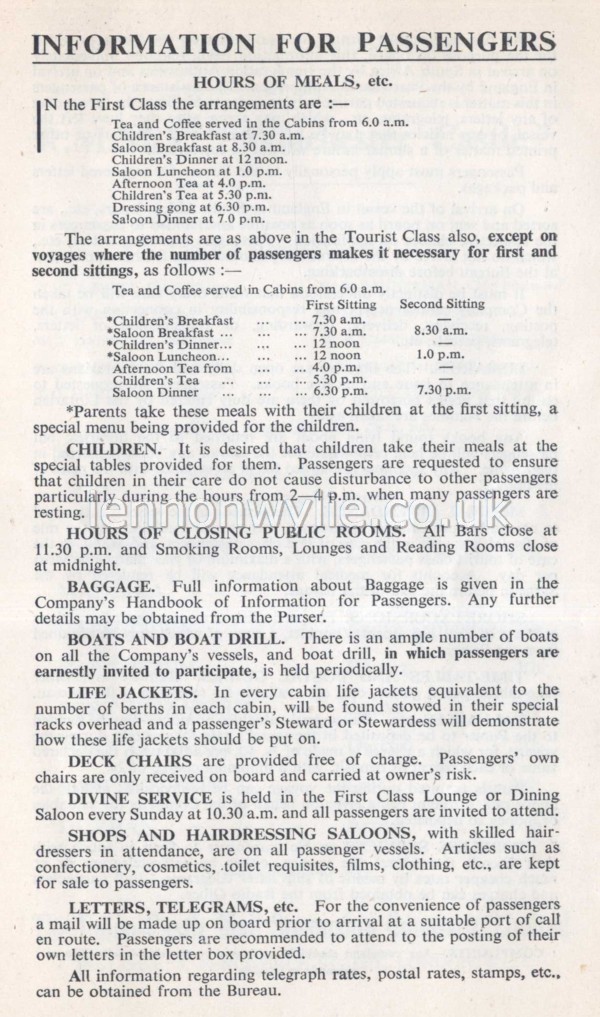 INFORMATION FOR PASSENGERS
HOURS OF MEALS, etc.
IN the First Class the arrangements are :—
Tea and Coffee served in the Cabins from 6.0 a.m.
Children's Breakfast at 7.30 a.m.
Saloon Breakfast at 8.30 a.m.
Children's Dinner at 12 noon.
Saloon Luncheon at 1.0 p.m.
Afternoon Tea at 4.0 p.m.
Children's Tea at 5.30 p.m.
Dressing gong at 6.30 p.m.
Saloon Dinner at 7 0 p.m.
The arrangements are as above in the Tourist Class also, except on
voyages where the number of passengers makes it necessary for first and
second sittings, as follows :—
Tea and Coffee served in Cabins from 6.0 a.m.
First Sitting Second Sitting
*Children's Breakfast ... ... 7.30 a.m. —
*Saloon Breakfast ... ... ... 7.30 a.m. 8.30 a.m.
*Children's Dinner... ... ... 12 noon —
*Saloon Luncheon... ... ... 12 noon 1.0 p.m.
Afternoon Tea from ... ... 4.0 p.m. —
Children's Tea ... ... ... 5.30 p.m. —
Saloon Dinner ... ... ... 6.30 p.m. 7.30 p.m.
*Parents take these meals with their children at the first sitting, a
special menu being provided for the children.
CHILDREN. It is desired that children take their meals at the
special tables provided for them. Passengers are requested to ensure
that children in their care do not cause disturbance to other passengers
particularly during the hours from 2—4 p.m. when many passengers are
resting.
lennonwylie.co.uk
HOURS OF CLOSING PUBLIC ROOMS. All Bars close at
11.30 p.m. and Smoking Rooms, Lounges and Reading Rooms close
at midnight.
BAGGAGE. Full information about Baggage is given in the
Company's Handbook of Information for Passengers. Any further
details may be obtained from the Purser.
BOATS AND BOAT DRILL. There is an ample number of boats
on all the Company's vessels, and boat drill, in which passengers are
earnestly invited to participate, is held periodically.
LIFE JACKETS. In every cabin life jackets equivalent to the
number of berths in each cabin, will be found stowed in their special
racks overhead and a passenger's Steward or Stewardess will demonstrate
how these life jackets should be put on.
DECK CHAIRS are provided free of charge. Passengers' own
chairs are only received on board and carried at owner's risk.
DIVINE SERVICE is held in the First Class Lounge or Dining
Saloon every Sunday at 10.30 a.m. and all passengers are invited to attend.
SHOPS AND HAIRDRESSING SALOONS, with skilled hair-
dressers in attendance, are on all passenger vessels. Articles such as
confectionery, cosmetics, toilet requisites, films, clothing, etc., are kept
for sale to passengers.
LETTERS, TELEGRAMS, etc. For the convenience of passengers
a mail will be made up on board prior to arrival at a suitable port of call
en route. Passengers are recommended to attend to the posting of their
own letters in the letter box provided.
All information regarding telegraph rates, postal rates, stamps, etc.,
can be obtained from the Bureau.